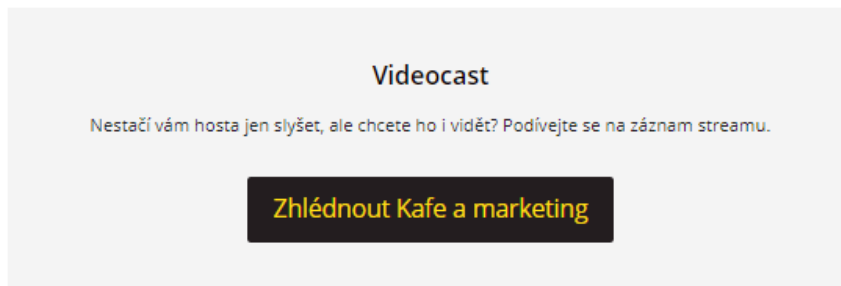 Videocast
Nestačí vám hosta jen slyšet, ale chcete ho i vidět? Podívejte se na záznam streamu.
Zhlédnout Kafe a marketing